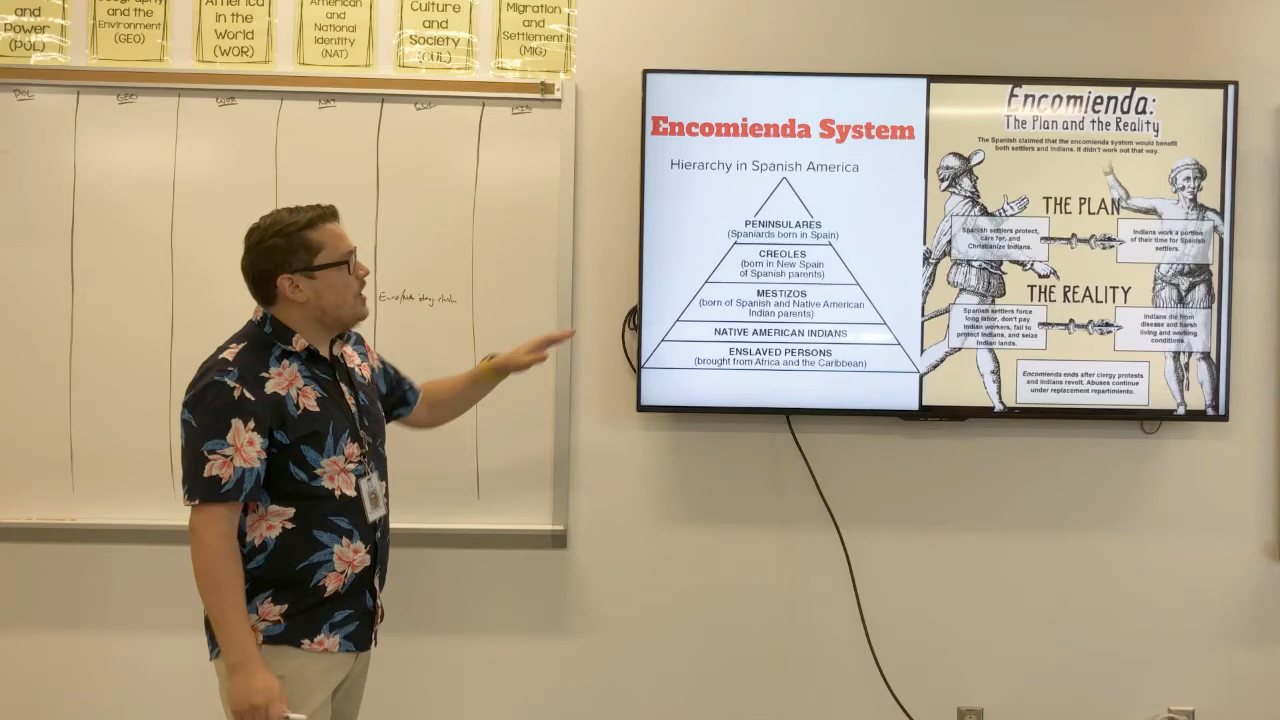 and
Power
(POL)
Geography
and the
Environment
(GEO)
America
in the
World
(WOR)
American
and
National
Identity
(NAT)
Culture
and
Society
(CUL)
Migration
and
Settlement
(MIG)
POL
GEO
WOR
NAT
CUL
MIG
Euro/NA
Encomienda System
Hierarchy in Spanish America
PENINSULARES
(Spaniards born in Spain)
CREOLES
(born in New Spain
of Spanish parents)
MESTIZOS
(born of Spanish and Native American
Indian parents)
NATIVE AMERICAN INDIANS
ENSLAVED PERSONS
(brought from Africa and the Caribbean)
Encomienda:
The Plan and the Reality
The Spanish claimed that the encomienda system would benefit
both settlers and Indians. It didn't work out that way.
THE PLAN
Spanish settlers protect,
care for, and
Christianize Indians.
Indians work a portion
of their time for Spanish
settlers.
THE REALITY
Spanish settlers force
long labor, don't pay
Indian workers, fail to
protect Indians, and seize
Indian lands.
Indians die from
disease and harsh
living and working
conditions.
Encomienda ends after clergy protests
and Indians revolt. Abuses continue
under replacement repartimiento.